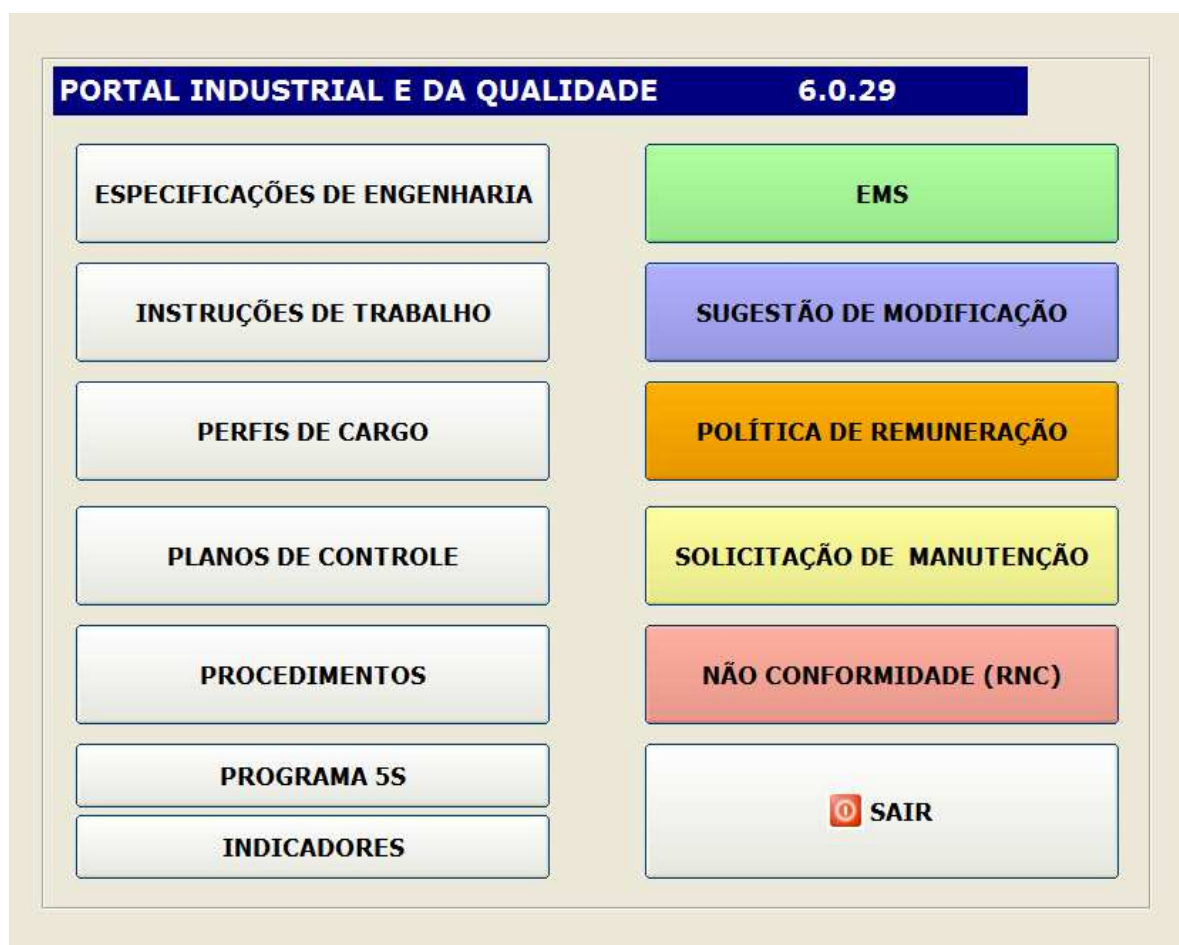 PORTAL INDUSTRIAL E DA QUALIDADE 6.0.29
ESPECIFICAÇÕES DE ENGENHARIA
EMS
INSTRUÇÕES DE TRABALHO
SUGESTÃO DE MODIFICAÇÃO
PERFIS DE CARGO
POLÍTICA DE REMUNERAÇÃO
PLANOS DE CONTROLE
SOLICITAÇÃO DE MANUTENÇÃO
PROCEDIMENTOS
NÃO CONFORMIDADE (RNC)
PROGRAMA 5S
INDICADORES
SAIR